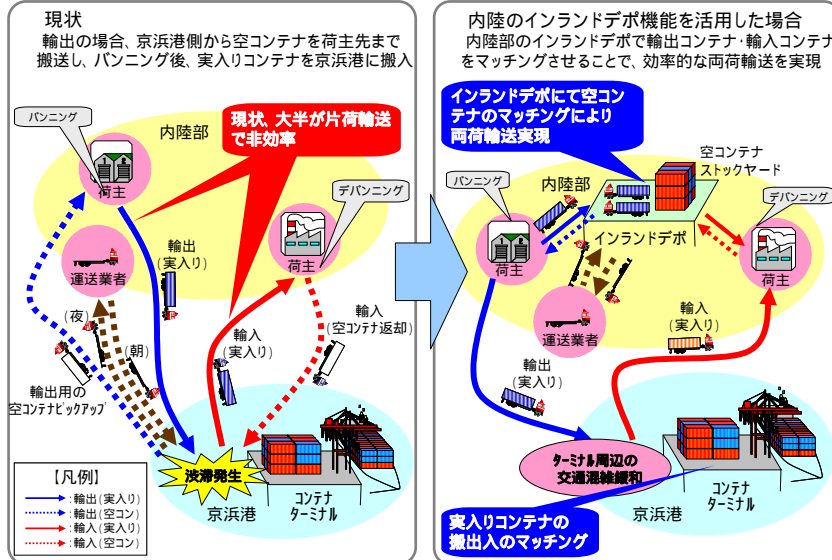 現状
輸出の場合、京浜港側から空コンテナを荷主先まで
搬送し、バンニング後、実入りコンテナを京浜港に搬入
バンニング
内陸部
現状、大半が片荷輸送
で非効率
荷主
デバンニング
荷主
運送業者
輸出
(実入り)
(夜)
(朝)
輸入
(実入り)
輸入
(空コンテナ返却)
輸出用の
空コンテナピックアップ
渋滞発生
コンテナ
ターミナル
京浜港
【凡例】
:輸出(実入り)
:輸出(空コン)
:輸入(実入り)
:輸入(空コン)
内陸のインランドデポ機能を活用した場合
内陸部のインランドデポで輸出コンテナ・輸入コンテナ
をマッチングさせることで、効率的な両荷輸送を実現
インランドデポにて空コン
テナのマッチングにより
両荷輸送実現
空コンテナ
ストックヤード
バンニング
内陸部
デバンニング
荷主
インランドデポ
荷主
運送業者
輸入
(実入り)
輸出
(実入り)
ターミナル周辺の
交通混雑緩和
コンテナ
ターミナル
京浜港
実入りコンテナの
搬出入のマッチング